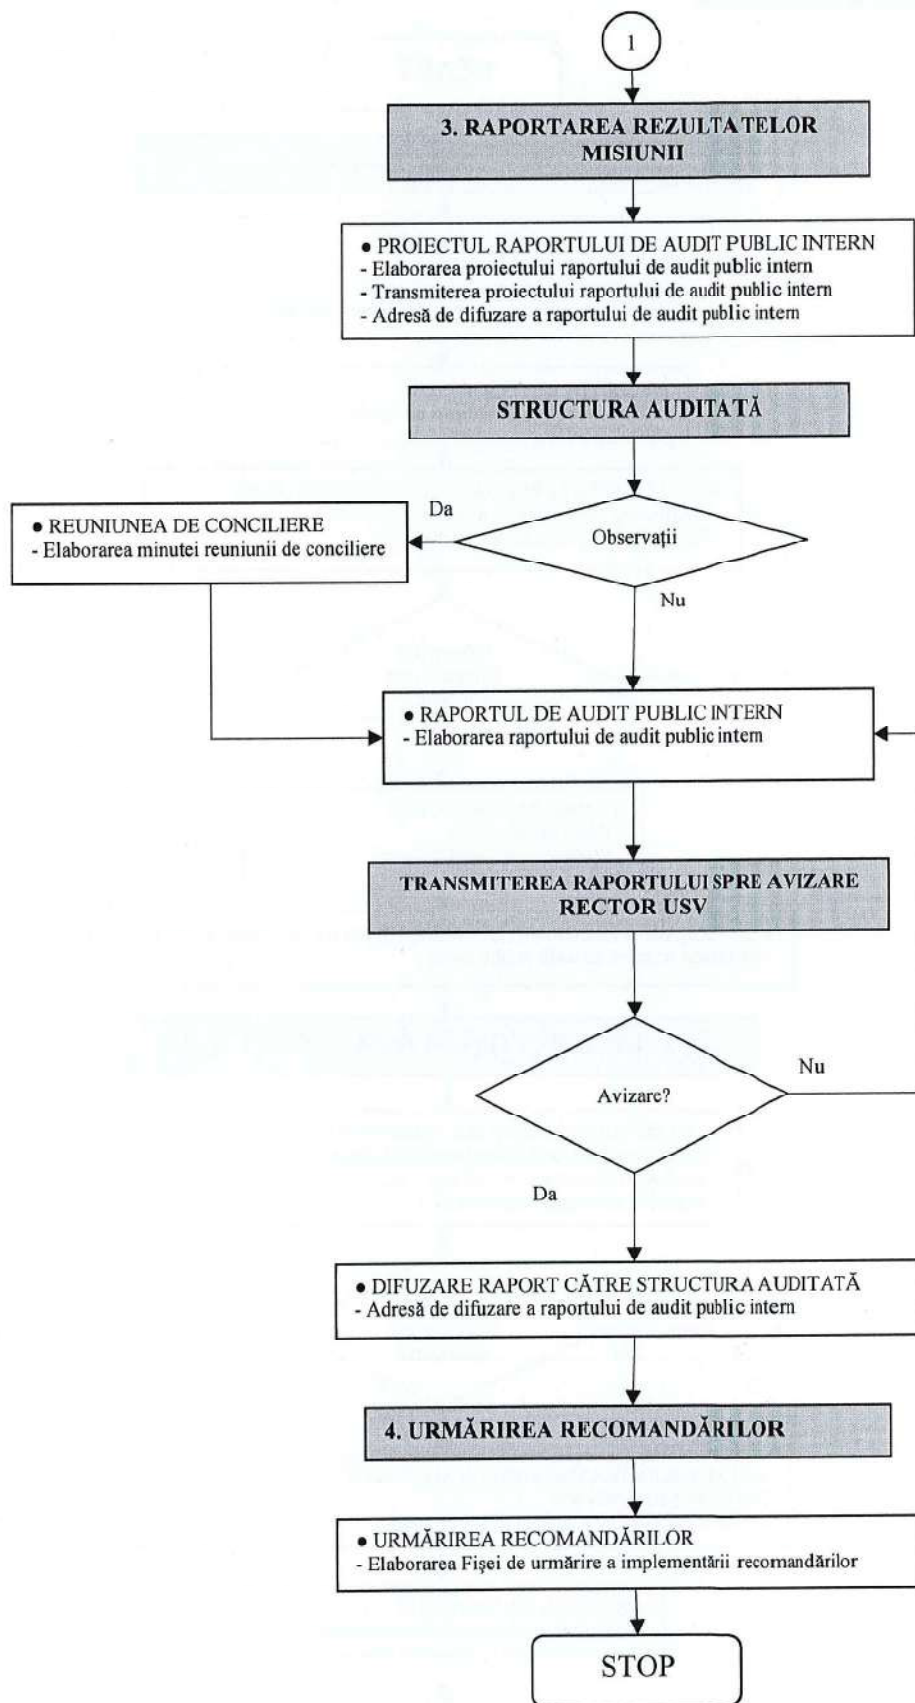 1
3. RAPORTAREA REZULTATELOR
MISIUNII
● PROIECTUL RAPORTULUI DE AUDIT PUBLIC INTERN
- Elaborarea proiectului raportului de audit public intern
- Transmiterea proiectului raportului de audit public intern
- Adresă de difuzare a raportului de audit public intern
STRUCTURA AUDITATĂ
Da
● REUNIUNEA DE CONCILIERE
- Elaborarea minutei reuniunii de conciliere
Observații
Nu
● RAPORTUL DE AUDIT PUBLIC INTERN
- Elaborarea raportului de audit public intern
TRANSMITEREA RAPORTULUI SPRE AVIZARE
RECTOR USV
Nu
Avizare?
Da
● DIFUZARE RAPORT CĂTRE STRUCTURA AUDITATĂ
- Adresă de difuzare a raportului de audit public intern
4. URMĂRIREA RECOMANDĂRILOR
● URMĂRIREA RECOMANDĂRILOR
- Elaborarea Fișei de urmărire a implementării recomandărilor
STOP